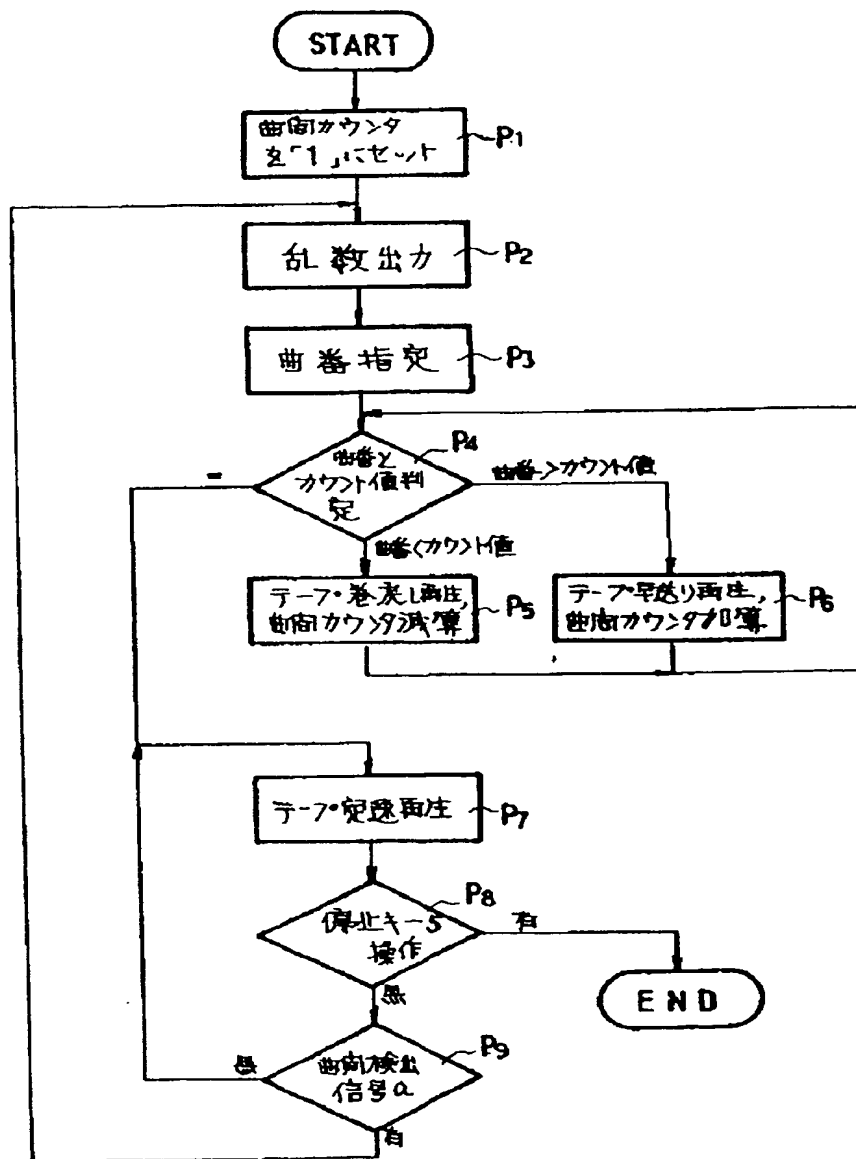 START
曲間カウンタ
を「1」にセット
P1
乱数出力
P2
曲番指定
P3
P4
曲番と
カウント値判
定
=
曲番>カウント値
曲番<カウント値
テープ巻戻し再生,
曲間カウンタ減算
P5
テープ早送り再生,
曲間カウンタ加算
P6
テープ定速再生
P7
P8
停止キー5
操作
有
END
無
P9
曲間検出
信号a
無
有